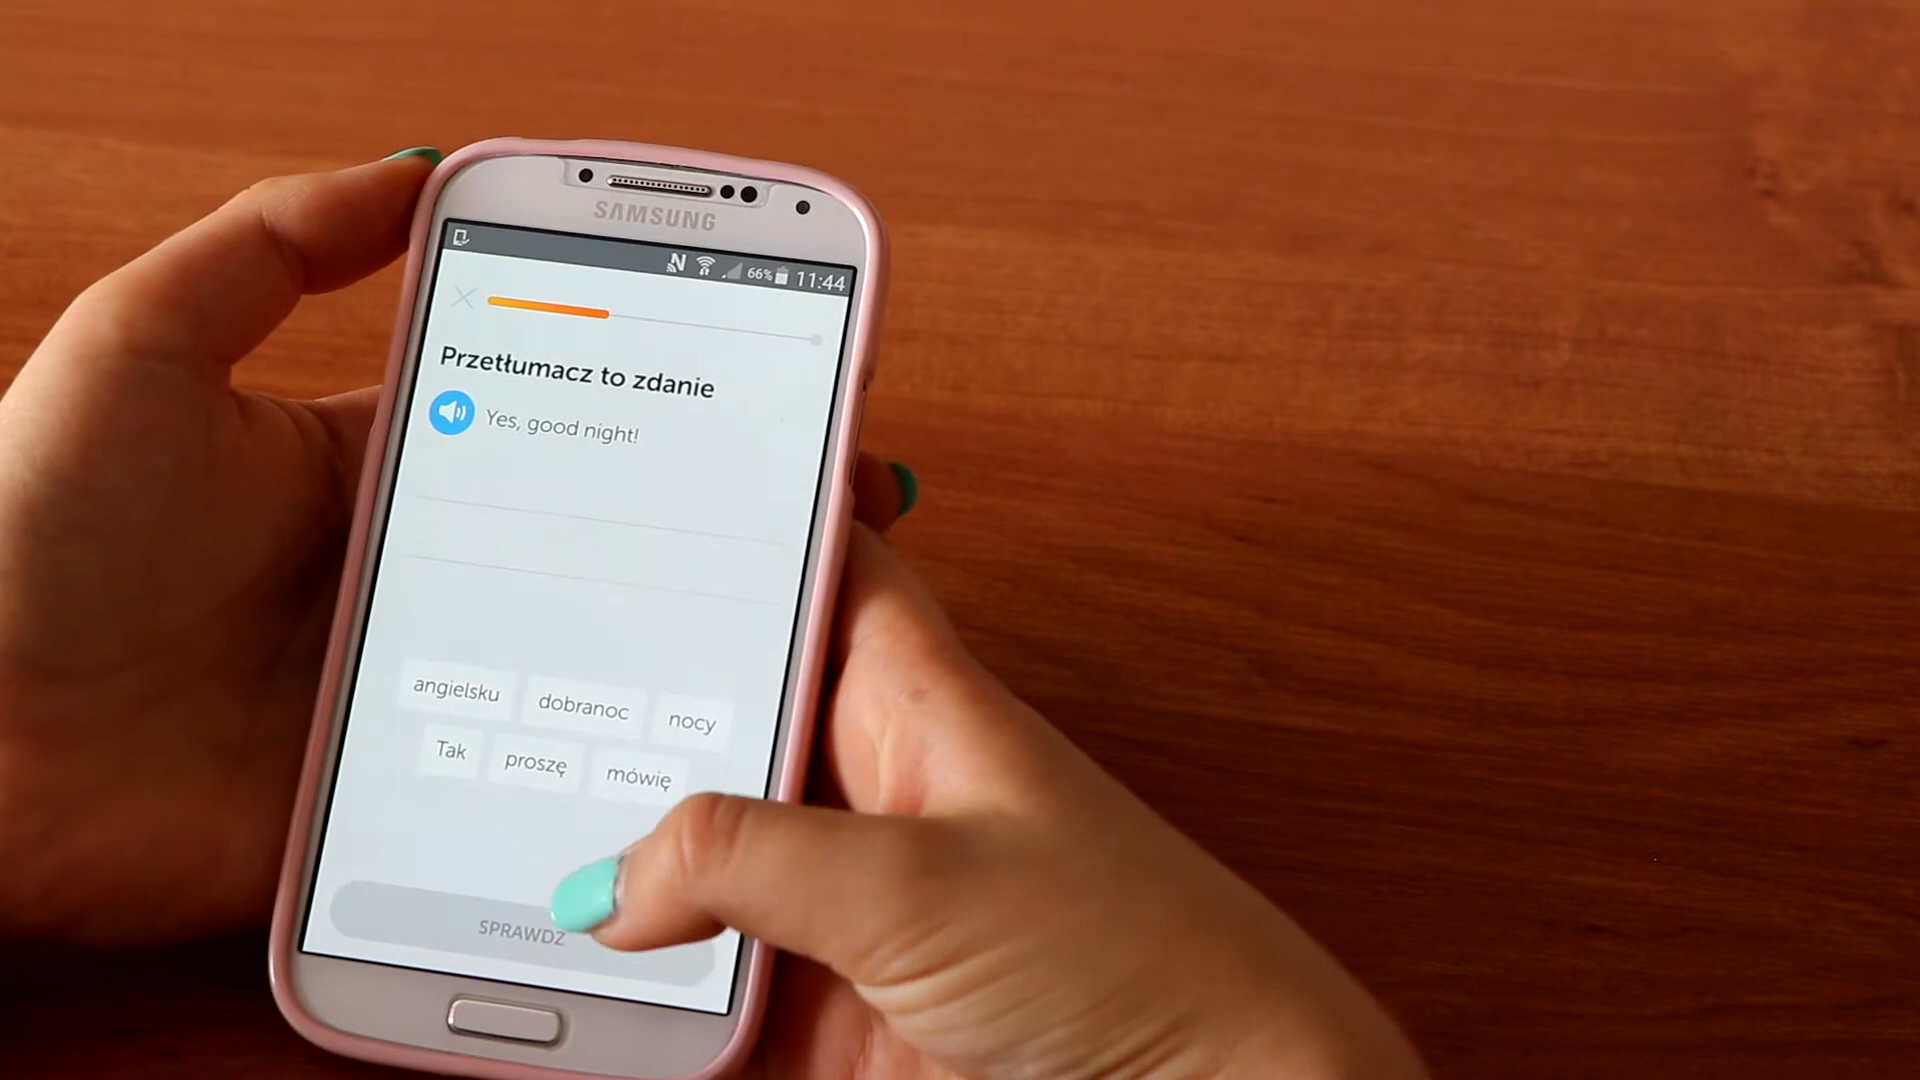 SAMSUNG
66% 11:44
Przetłumacz to zdanie
Yes, good night!
angielsku dobranoc nocy
Tak proszę mówię
SPRAWDŹ